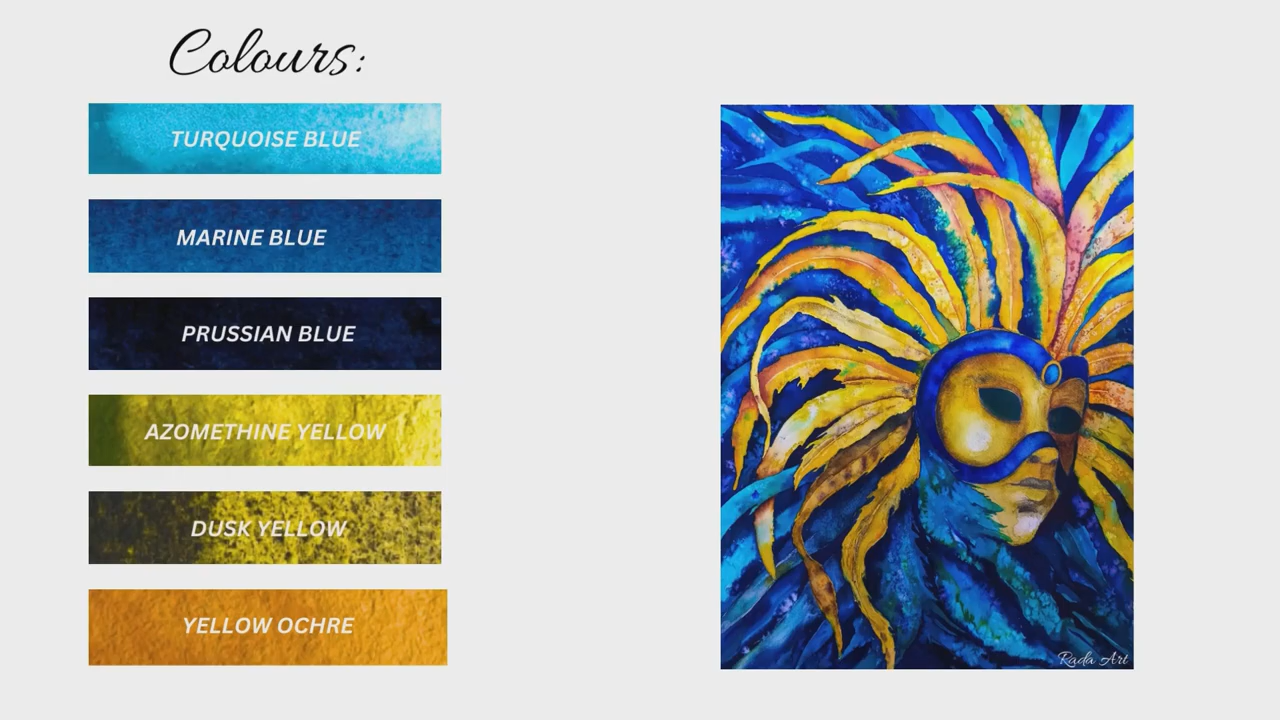 Colours:
TURQUOISE BLUE
MARINE BLUE
PRUSSIAN BLUE
AZOMETHINE YELLOW
DUSK YELLOW
YELLOW OCHRE
Rada Art